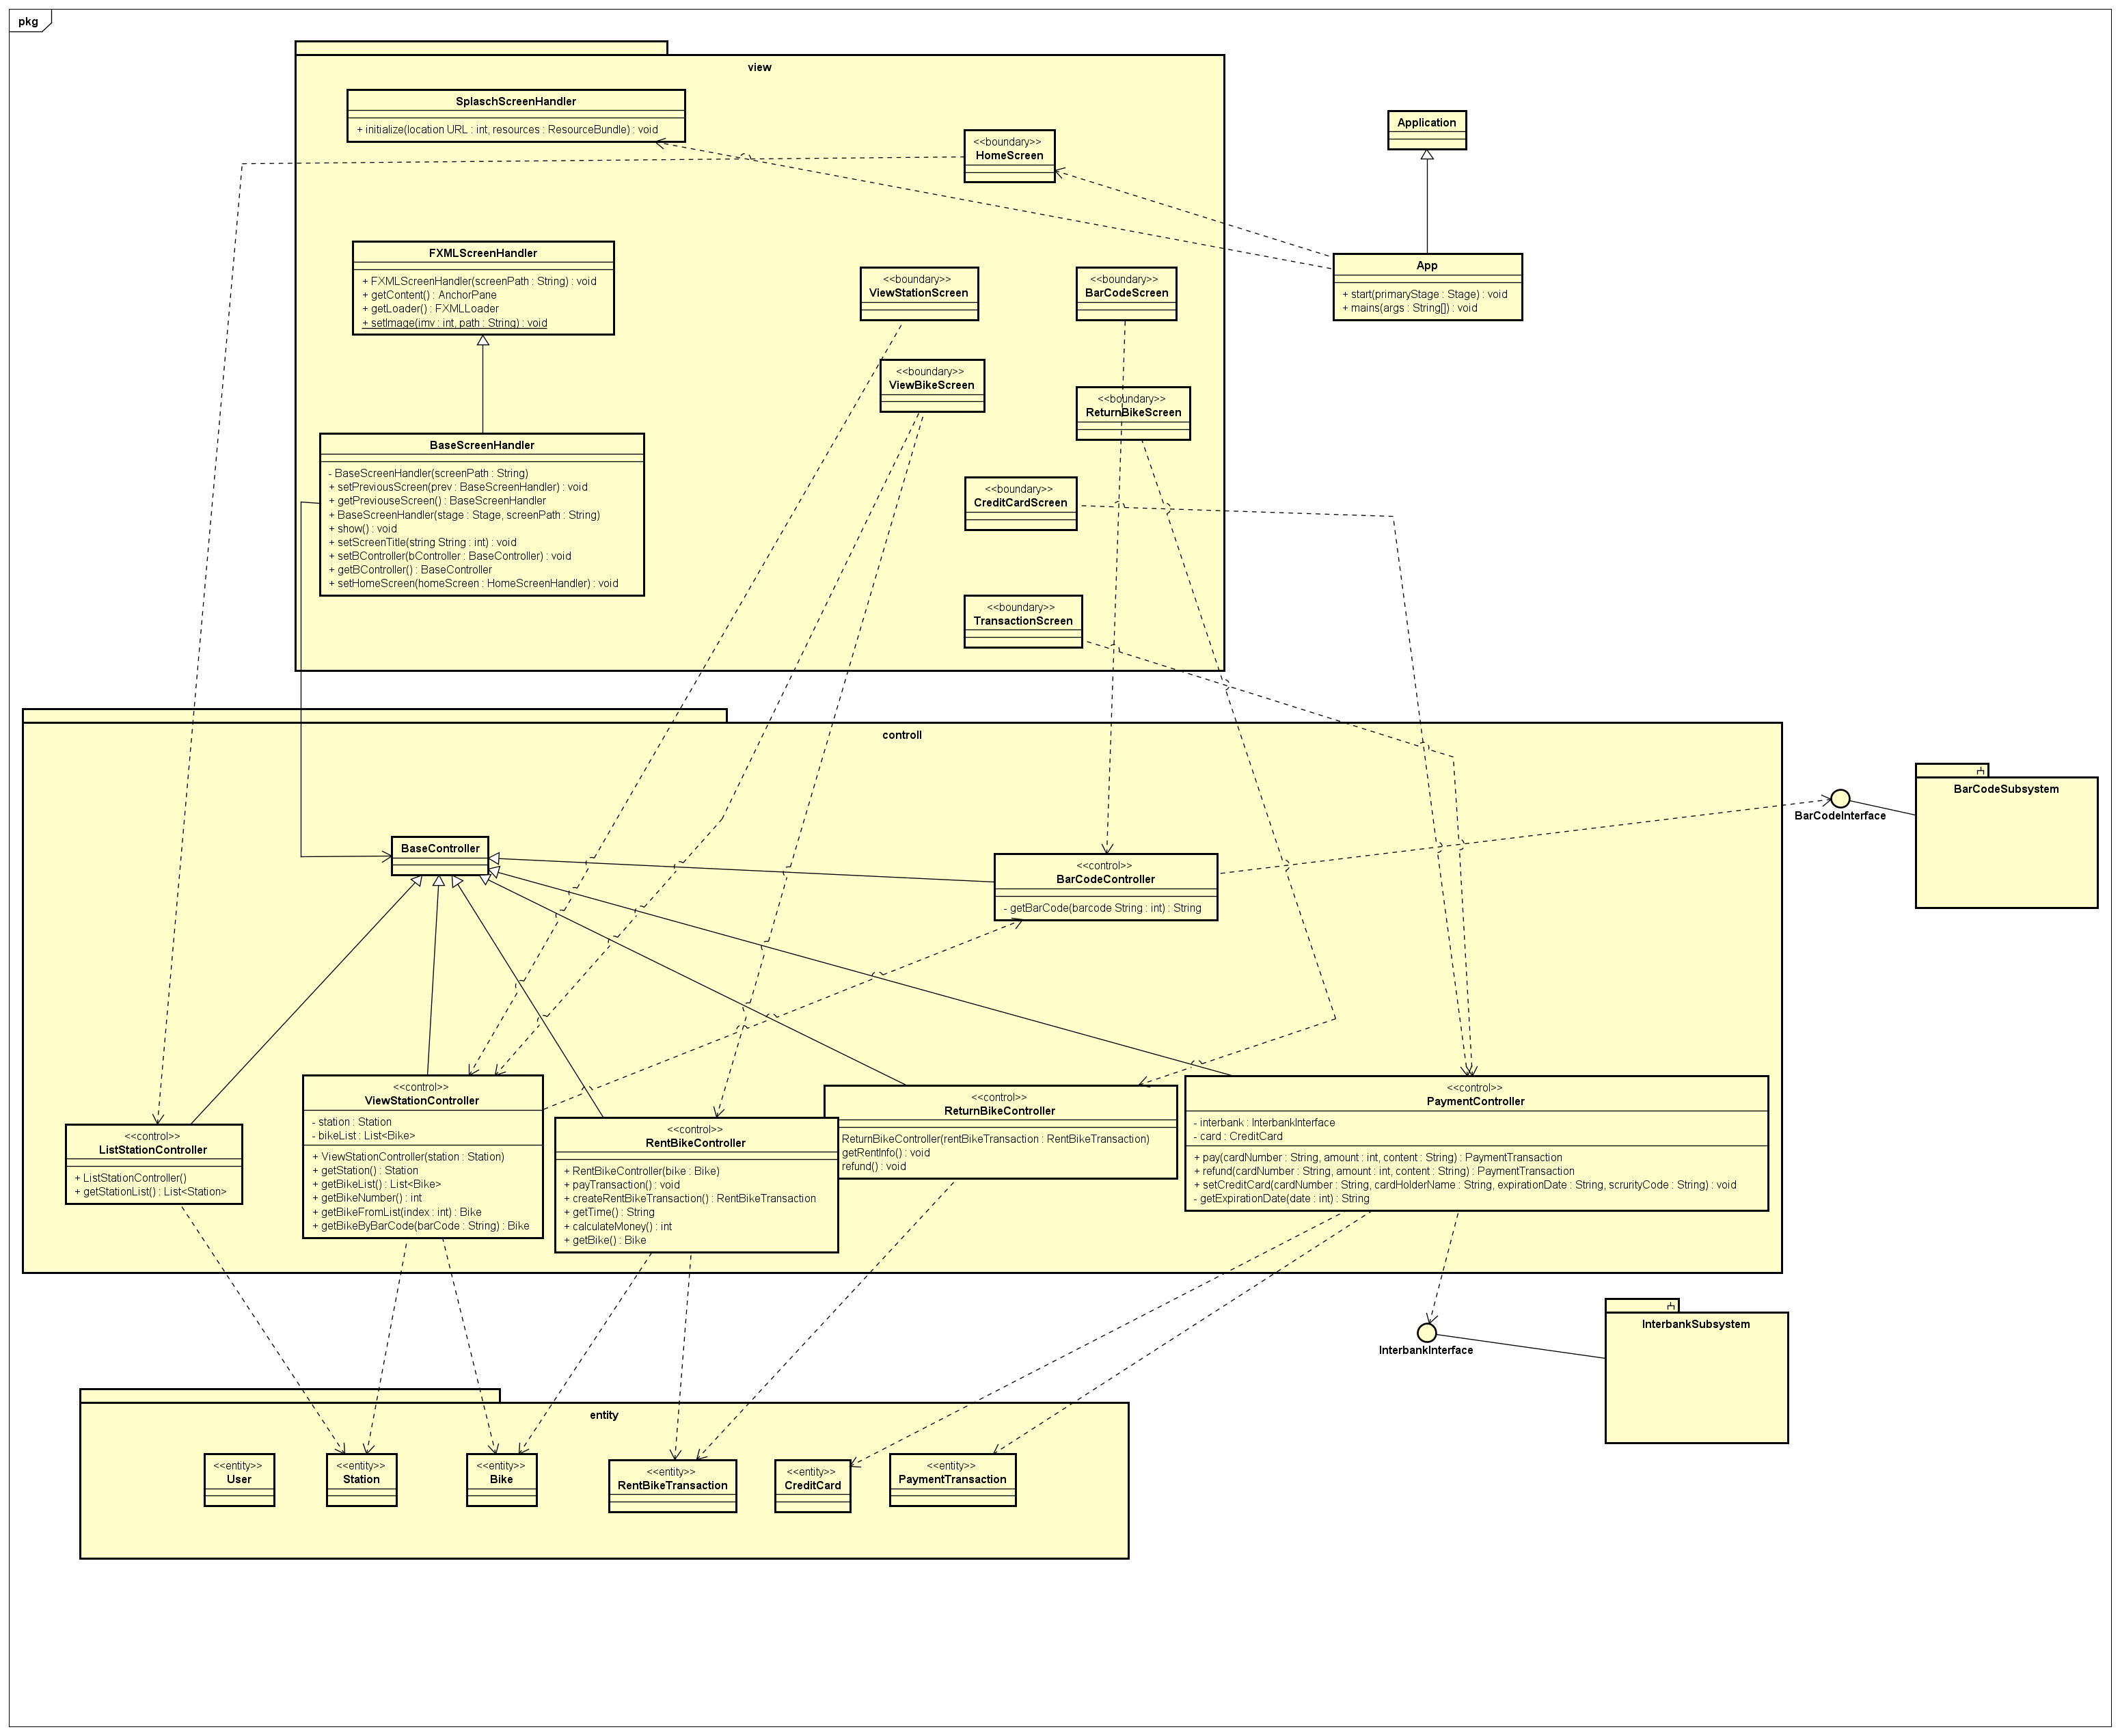 pkg
view
SplaschScreenHandler
+ initialize(location URL : int, resources : ResourceBundle) : void
<<boundary>>
HomeScreen
Application
FXMLScreenHandler
+ FXMLScreenHandler(screenPath : String) : void
+ getContent() : AnchorPane
+ getLoader() : FXMLLoader
+ setImage(imv : int, path : String) : void
<<boundary>>
ViewStationScreen
<<boundary>>
BarCodeScreen
App
+ start(primaryStage : Stage) : void
+ mains(args : String[]) : void
<<boundary>>
ViewBikeScreen
<<boundary>>
ReturnBikeScreen
BaseScreenHandler
- BaseScreenHandler(screenPath : String)
+ setPreviousScreen(prev : BaseScreenHandler) : void
+ getPreviouseScreen() : BaseScreenHandler
+ BaseScreenHandler(stage : Stage, screenPath : String)
+ show() : void
+ setScreenTitle(string String : int) : void
+ setBController(bController : BaseController) : void
+ getBController() : BaseController
+ setHomeScreen(homeScreen : HomeScreenHandler) : void
<<boundary>>
CreditCardScreen
<<boundary>>
TransactionScreen
controll
BarCodeSubsystem
BarCodeInterface
BaseController
<<control>>
BarCodeController
- getBarCode(barcode String : int) : String
<<control>>
ListStationController
+ ListStationController()
+ getStationList() : List<Station>
<<control>>
ViewStationController
- station : Station
- bikeList : List<Bike>
+ ViewStationController(station : Station)
+ getStation() : Station
+ getBikeList() : List<Bike>
+ getBikeNumber() : int
+ getBikeFromList(index : int) : Bike
+ getBikeByBarCode(barCode : String) : Bike
<<control>>
RentBikeController
+ RentBikeController(bike : Bike)
+ payTransaction() : void
+ createRentBikeTransaction() : RentBikeTransaction
+ getTime() : String
+ calculateMoney() : int
+ getBike() : Bike
<<control>>
ReturnBikeController
ReturnBikeController(rentBikeTransaction : RentBikeTransaction)
getRentInfo() : void
refund() : void
<<control>>
PaymentController
- interbank : InterbankInterface
- card : CreditCard
+ pay(cardNumber : String, amount : int, content : String) : PaymentTransaction
+ refund(cardNumber : String, amount : int, content : String) : PaymentTransaction
+ setCreditCard(cardNumber : String, cardHolderName : String, expirationDate : String, scrurityCode : String) : void
- getExpirationDate(date : int) : String
InterbankSubsystem
InterbankInterface
entity
<<entity>>
User
<<entity>>
Station
<<entity>>
Bike
<<entity>>
RentBikeTransaction
<<entity>>
CreditCard
<<entity>>
PaymentTransaction